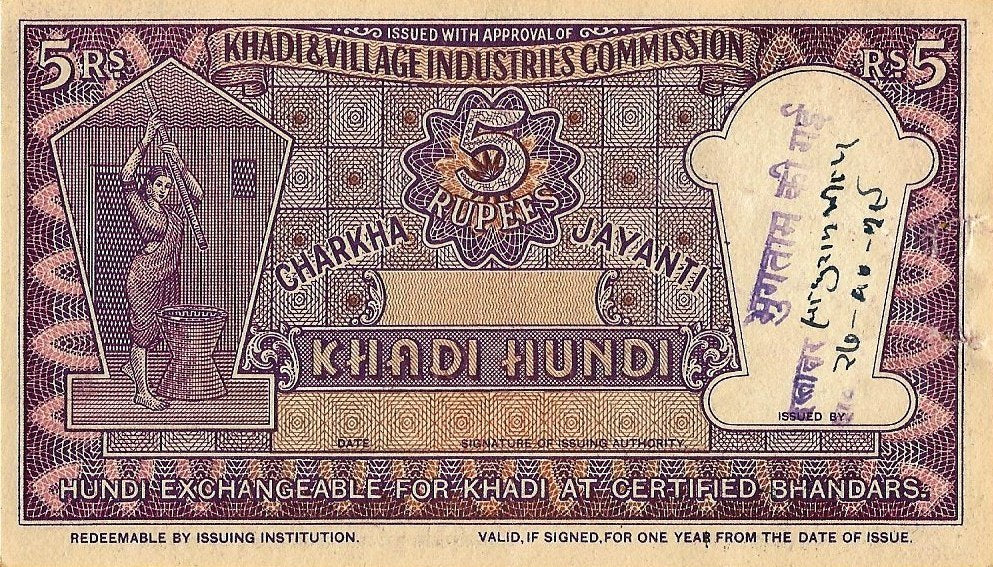 ISSUED WITH APPROVAL OF
KHADI & VILLAGE INDUSTRIES COMMISSION
5 RS.
RS. 5
5
RUPEES
CHARKHA JAYANTI
KHADI HUNDI
DATE
SIGNATURE OF ISSUING AUTHORITY
भुगतान की गई
ISSUED BY
HUNDI EXCHANGEABLE FOR KHADI AT CERTIFIED BHANDARS.
REDEEMABLE BY ISSUING INSTITUTION.
VALID, IF SIGNED, FOR ONE YEAR FROM THE DATE OF ISSUE.